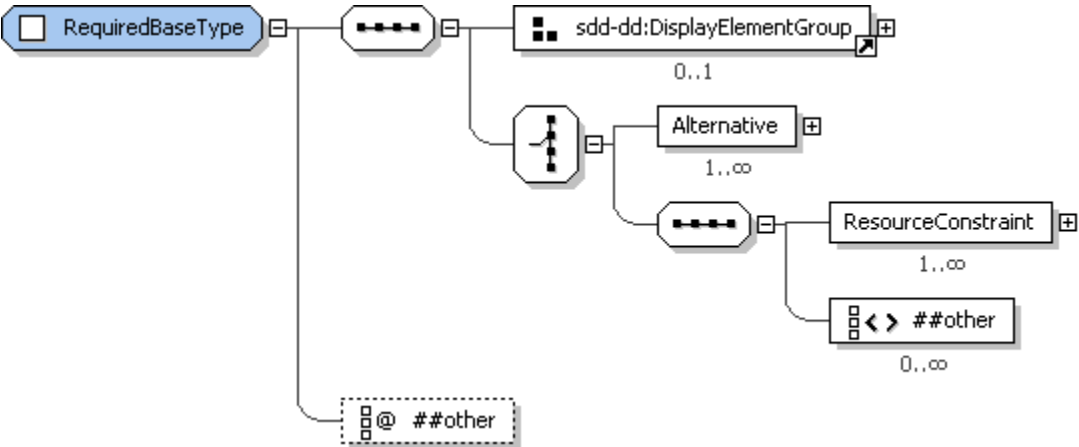 RequiredBaseType
sdd-dd:DisplayElementGroup
0..1
Alternative
1..∞
ResourceConstraint
1..∞
##other
0..∞
@ ##other